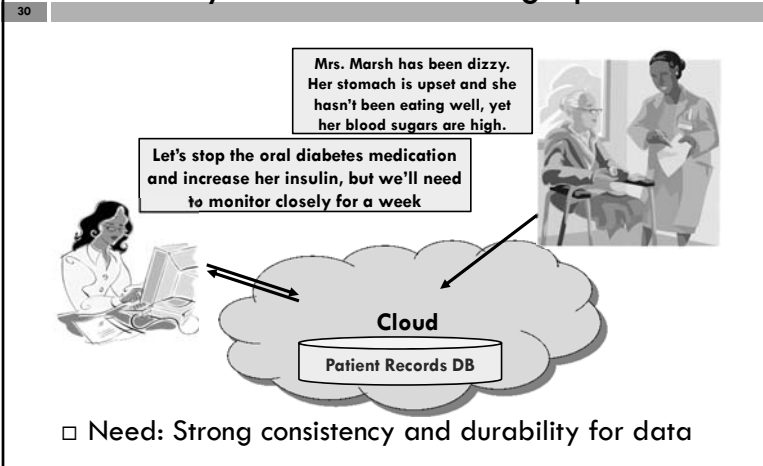 30
Mrs. Marsh has been dizzy.
Her stomach is upset and she
hasn't been eating well, yet
her blood sugars are high.
Let's stop the oral diabetes medication
and increase her insulin, but we'll need
to monitor closely for a week
Cloud
Patient Records DB
□ Need: Strong consistency and durability for data